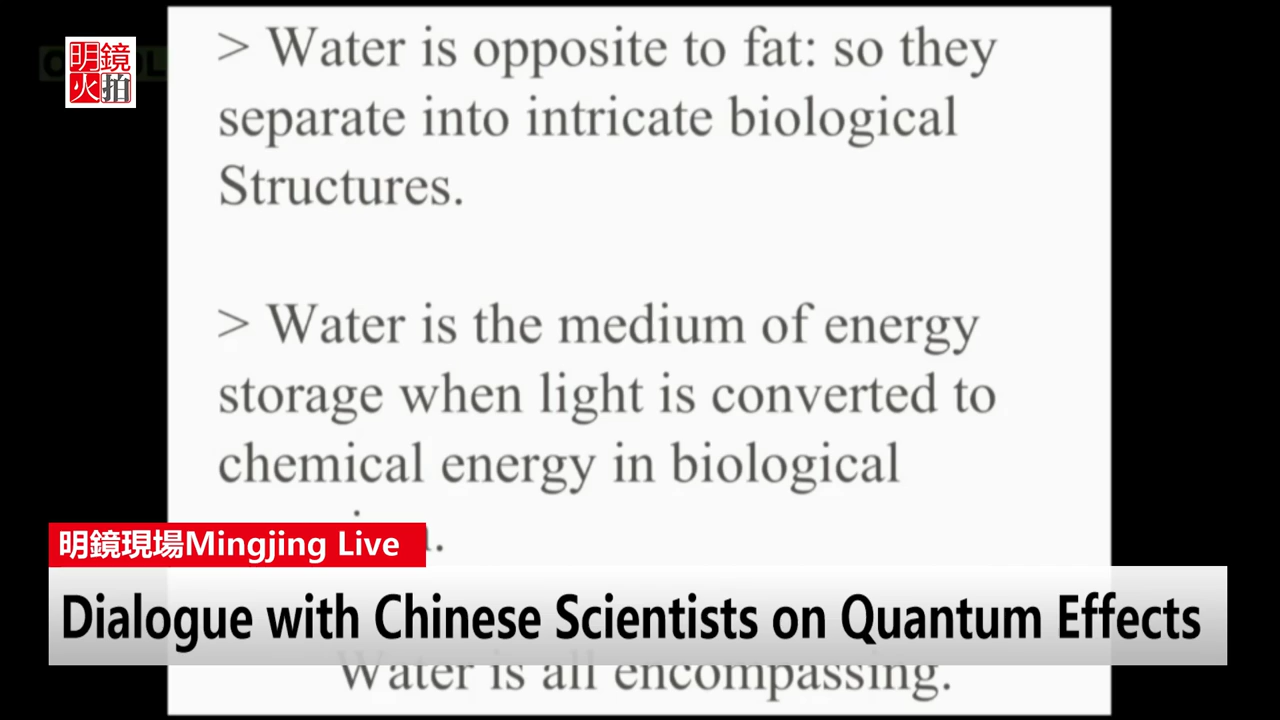 明鏡
火拍
> Water is opposite to fat: so they
separate into intricate biological
Structures.
> Water is the medium of energy
storage when light is converted to
chemical energy in biological
明鏡現場Mingjing Live
Dialogue with Chinese Scientists on Quantum Effects
Water is all encompassing.